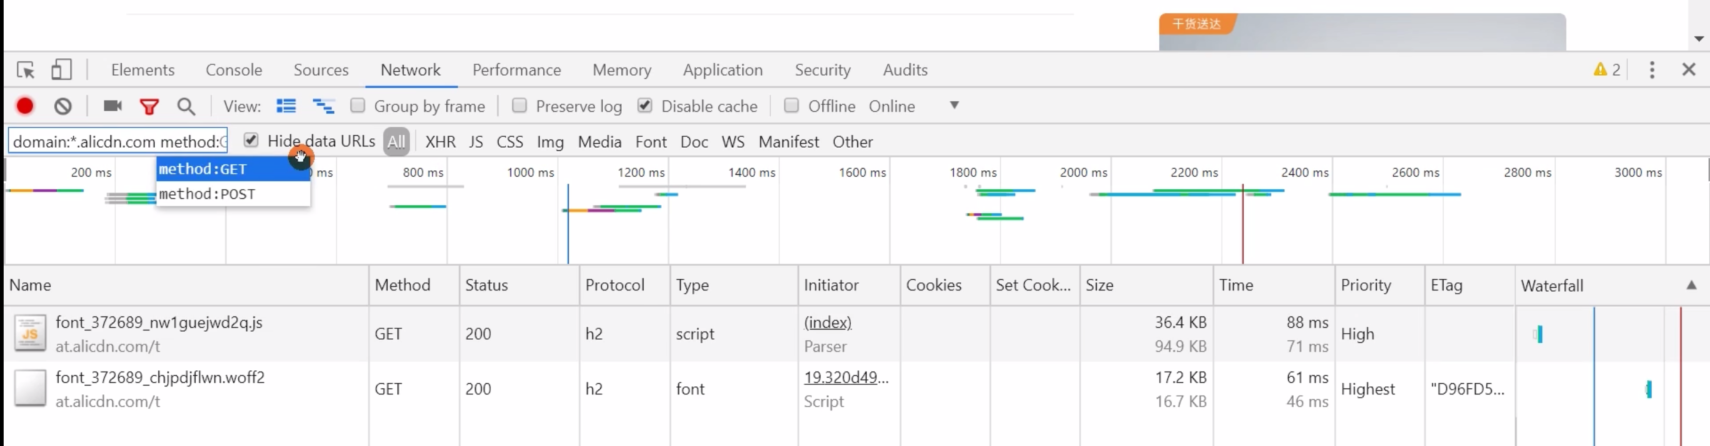 干货送达
Elements Console Sources Network Performance Memory Application Security Audits 2
View: Group by frame Preserve log Disable cache Offline Online
domain:*.alicdn.com method:G Hide data URLs All XHR JS CSS Img Media Font Doc WS Manifest Other
method:GET
method:POST
200 ms ms 800 ms 1000 ms 1200 ms 1400 ms 1600 ms 1800 ms 2000 ms 2200 ms 2400 ms 2600 ms 2800 ms 3000 ms
Name Method Status Protocol Type Initiator Cookies Set Cook... Size Time Priority ETag Waterfall
font_372689_nw1guejwd2q.js GET 200 h2 script (index) 36.4 KB 88 ms High
at.alicdn.com/t Parser 94.9 KB 71 ms
font_372689_chjpdjflwn.woff2 GET 200 h2 font 19.320d49... 17.2 KB 61 ms Highest "D96FD5...
at.alicdn.com/t Script 16.7 KB 46 ms